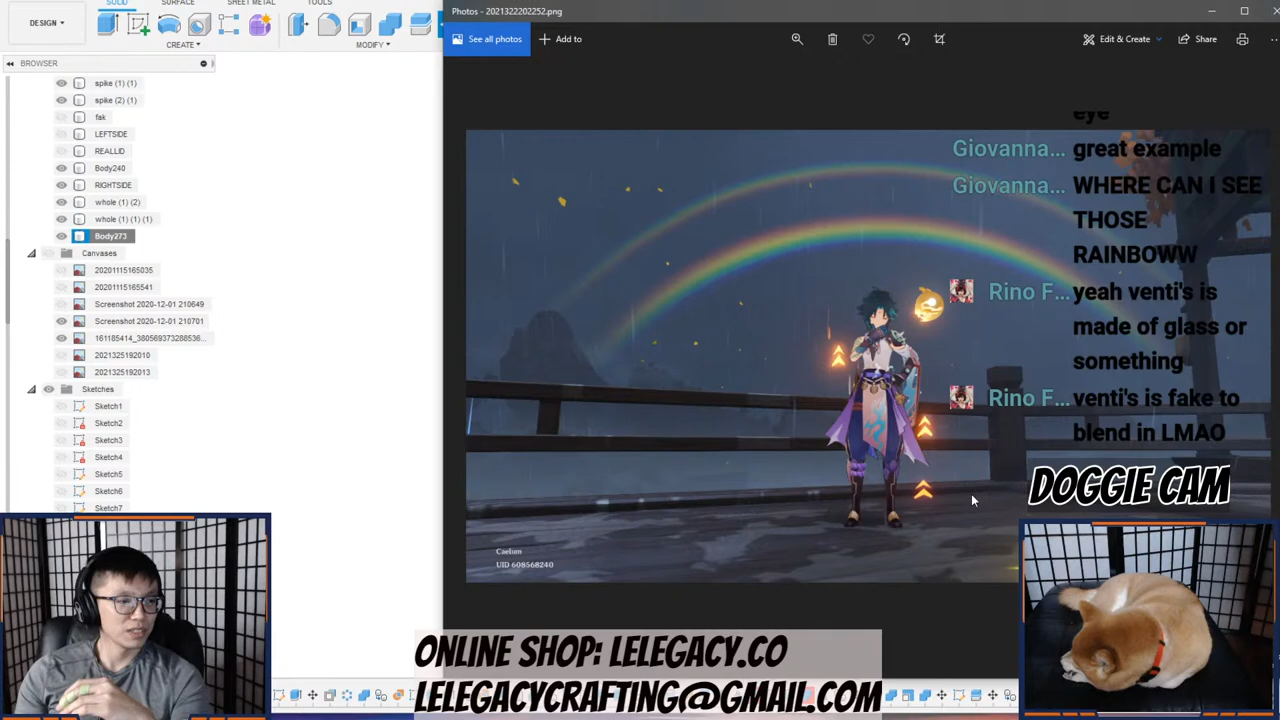 SOLID
SURFACE
SHEET METAL
TOOLS
DESIGN
CREATE
MODIFY
BROWSER
spike (1) (1)
spike (2) (1)
fak
LEFTSIDE
REALLID
Body240
RIGHTSIDE
whole (1) (2)
whole (1) (1) (1)
Body273
Canvases
20201115165035
20201115165541
Screenshot 2020-12-01 210649
Screenshot 2020-12-01 210701
161185414_380569373288536...
2021325192010
2021325192013
Sketches
Sketch1
Sketch2
Sketch3
Sketch4
Sketch5
Sketch6
Sketch7
Photos - 2021322202252.png
See all photos
Add to
Edit & Create
Share
eye
Giovanna... great example
Giovanna... WHERE CAN I SEE
THOSE
RAINBOWW
Rino F... yeah venti's is
made of glass or
something
Rino F... venti's is fake to
blend in LMAO
Caelum
UID 608568240
DOGGIE CAM
ONLINE SHOP: LELEGACY.CO
LELEGACYCRAFTING@GMAIL.COM